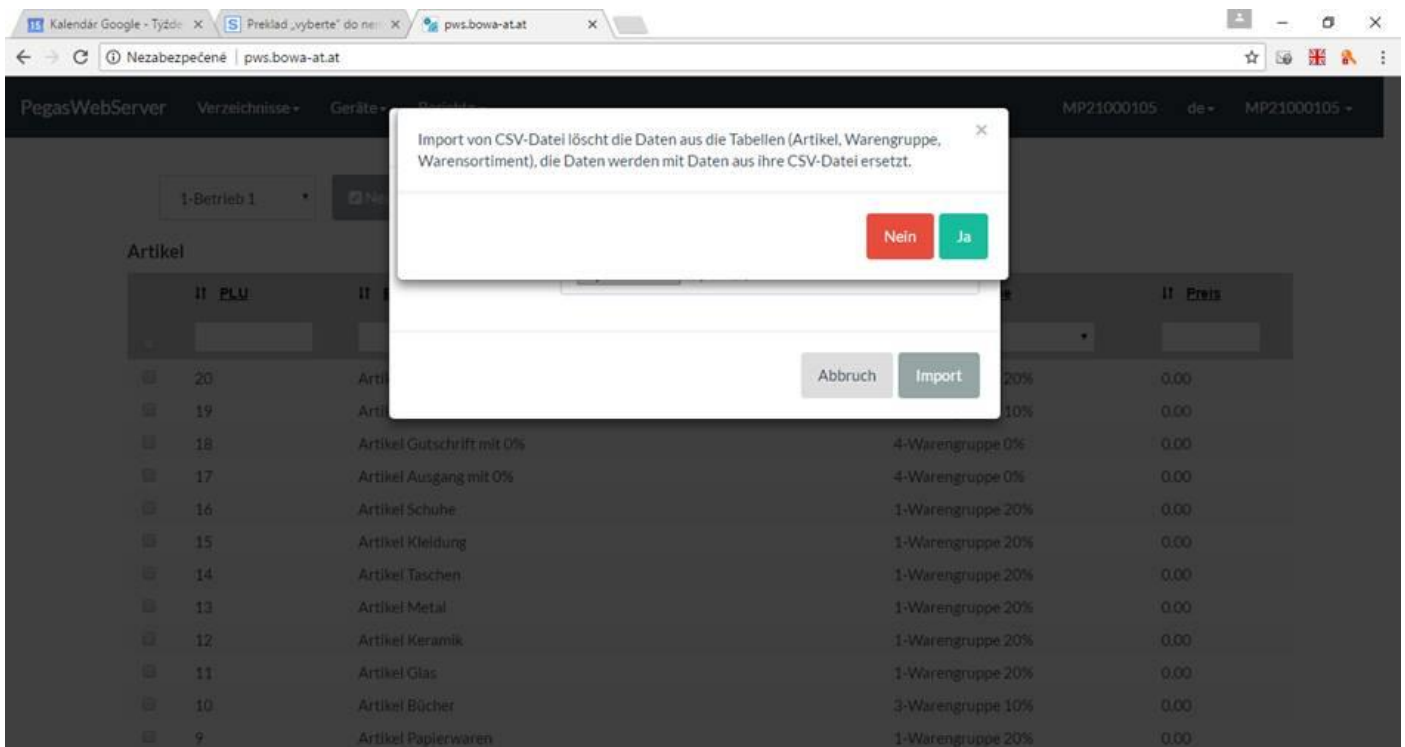 Kalendár Google - Týžde
Preklad „vyberte“ do nem
pws.bowa-at.at
Nezabezpečené | pws.bowa-at.at
PegasWebServer Verzeichnisse Geräte Berichte MP21000105 de MP21000105
Import von CSV-Datei löscht die Daten aus die Tabellen (Artikel, Warengruppe,
Warensortiment), die Daten werden mit Daten aus ihre CSV-Datei ersetzt.
1-Betrieb 1
Nein Ja
Artikel
PLU Preis
Abbruch Import
20 20% 0.00
19 10% 0.00
18 Artikel Gutschrift mit 0% 4-Warengruppe 0% 0.00
17 Artikel Ausgang mit 0% 4-Warengruppe 0% 0.00
16 Artikel Schuhe 1-Warengruppe 20% 0.00
15 Artikel Kleidung 1-Warengruppe 20% 0.00
14 Artikel Taschen 1-Warengruppe 20% 0.00
13 Artikel Metal 1-Warengruppe 20% 0.00
12 Artikel Keramik 1-Warengruppe 20% 0.00
11 Artikel Glas 1-Warengruppe 20% 0.00
10 Artikel Bücher 3-Warengruppe 10% 0.00
9 Artikel Papierwaren 1-Warengruppe 20% 0.00